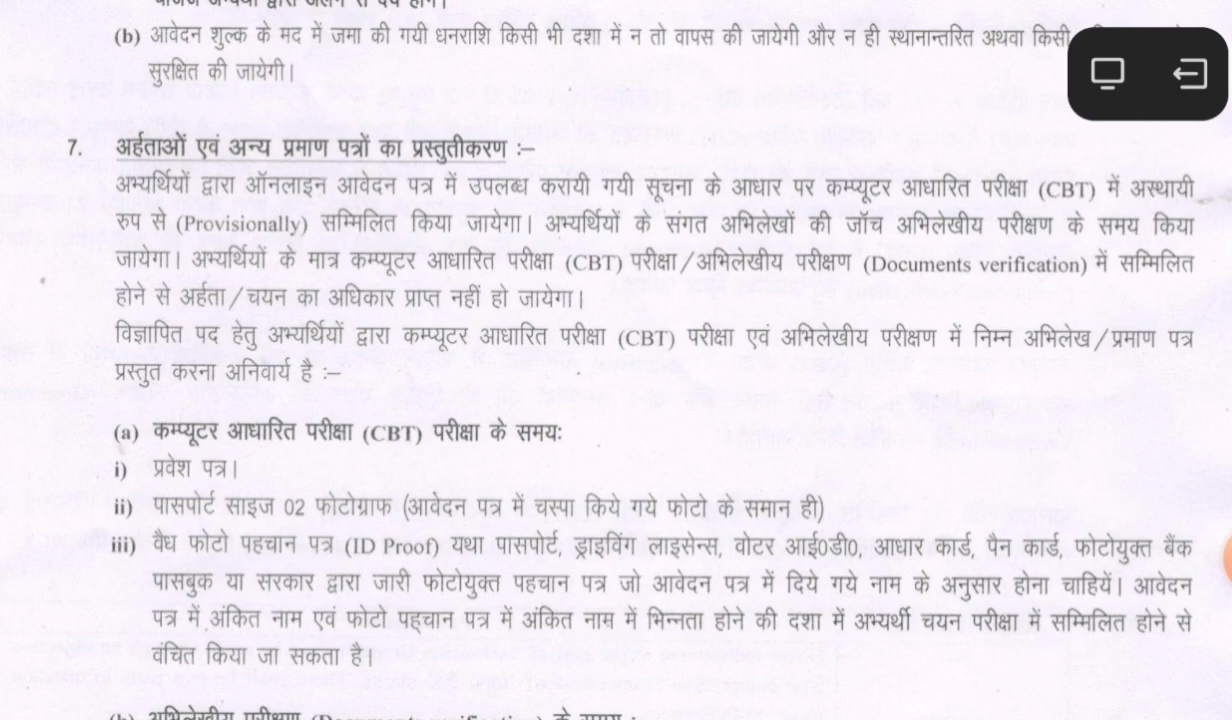 (b) आवेदन शुल्क के मद में जमा की गयी धनराशि किसी भी दशा में न तो वापस की जायेगी और न ही स्थानान्तरित अथवा किसी
सुरक्षित की जायेगी।
7. अर्हताओं एवं अन्य प्रमाण पत्रों का प्रस्तुतीकरण :–
अभ्यर्थियों द्वारा ऑनलाइन आवेदन पत्र में उपलब्ध करायी गयी सूचना के आधार पर कम्प्यूटर आधारित परीक्षा (CBT) में अस्थायी
रुप से (Provisionally) सम्मिलित किया जायेगा। अभ्यर्थियों के संगत अभिलेखों की जॉच अभिलेखीय परीक्षण के समय किया
जायेगा। अभ्यर्थियों के मात्र कम्प्यूटर आधारित परीक्षा (CBT) परीक्षा/अभिलेखीय परीक्षण (Documents verification) में सम्मिलित
होने से अर्हता/चयन का अधिकार प्राप्त नहीं हो जायेगा।
विज्ञापित पद हेतु अभ्यर्थियों द्वारा कम्प्यूटर आधारित परीक्षा (CBT) परीक्षा एवं अभिलेखीय परीक्षण में निम्न अभिलेख/प्रमाण पत्र
प्रस्तुत करना अनिवार्य है :–
(a) कम्प्यूटर आधारित परीक्षा (CBT) परीक्षा के समय:
i) प्रवेश पत्र।
ii) पासपोर्ट साइज 02 फोटोग्राफ (आवेदन पत्र में चस्पा किये गये फोटो के समान ही)
iii) वैध फोटो पहचान पत्र (ID Proof) यथा पासपोर्ट, ड्राइविंग लाइसेन्स, वोटर आई0डी0, आधार कार्ड, पैन कार्ड, फोटोयुक्त बैंक
पासबुक या सरकार द्वारा जारी फोटोयुक्त पहचान पत्र जो आवेदन पत्र में दिये गये नाम के अनुसार होना चाहियें। आवेदन
पत्र में अंकित नाम एवं फोटो पहचान पत्र में अंकित नाम में भिन्नता होने की दशा में अभ्यर्थी चयन परीक्षा में सम्मिलित होने से
वंचित किया जा सकता है।
(b) अभिलेखीय परीक्षण (Documents verification) के समय :